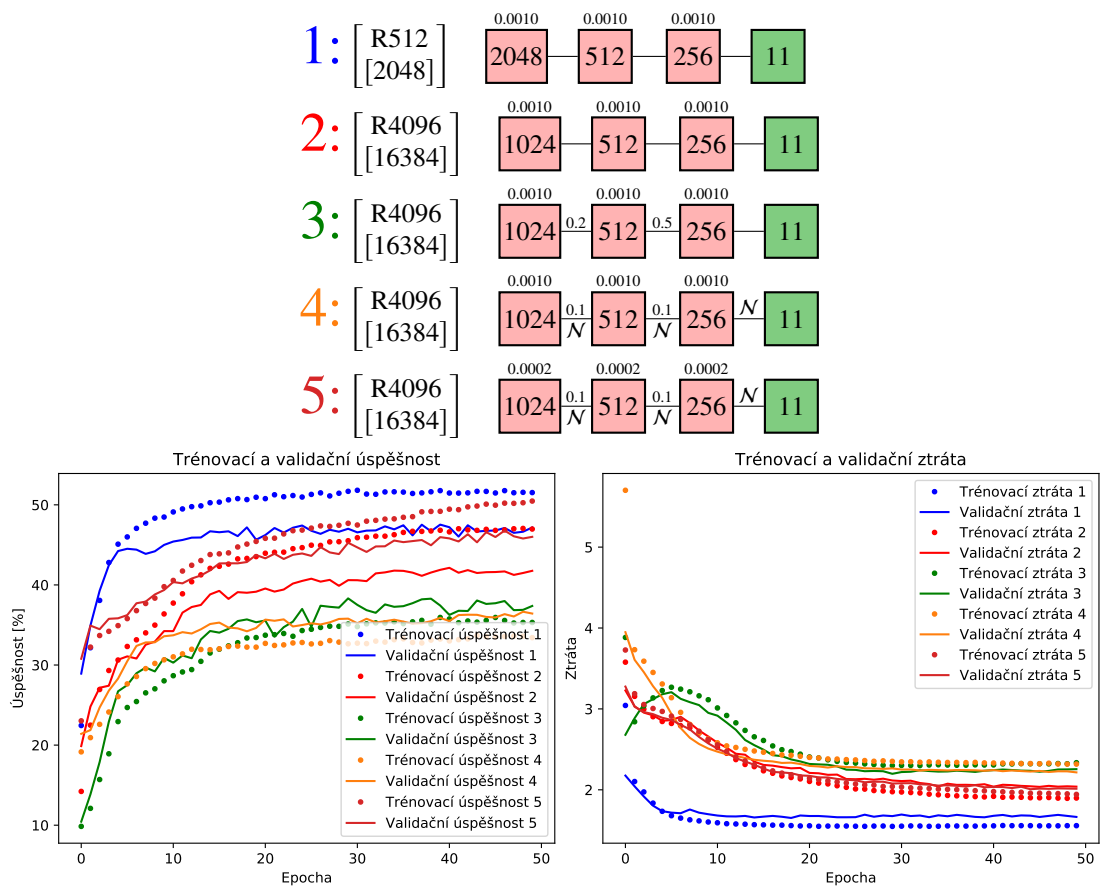 0.0010 0.0010 0.0010
1: [R512 [2048]] 2048 512 256 11
0.0010 0.0010 0.0010
2: [R4096 [16384]] 1024 512 256 11
0.0010 0.0010 0.0010
3: [R4096 [16384]] 1024 0.2 512 0.5 256 11
0.0010 0.0010 0.0010
4: [R4096 [16384]] 1024 0.1 N 512 0.1 N 256 N 11
0.0002 0.0002 0.0002
5: [R4096 [16384]] 1024 0.1 N 512 0.1 N 256 N 11
Trénovací a validační úspěšnost
Úspěšnost [%]
50
40
30
20
10
0 10 20 30 40 50
Epocha
Trénovací úspěšnost 1
Validační úspěšnost 1
Trénovací úspěšnost 2
Validační úspěšnost 2
Trénovací úspěšnost 3
Validační úspěšnost 3
Trénovací úspěšnost 4
Validační úspěšnost 4
Trénovací úspěšnost 5
Validační úspěšnost 5
Trénovací a validační ztráta
Ztráta
5
4
3
2
0 10 20 30 40 50
Epocha
Trénovací ztráta 1
Validační ztráta 1
Trénovací ztráta 2
Validační ztráta 2
Trénovací ztráta 3
Validační ztráta 3
Trénovací ztráta 4
Validační ztráta 4
Trénovací ztráta 5
Validační ztráta 5